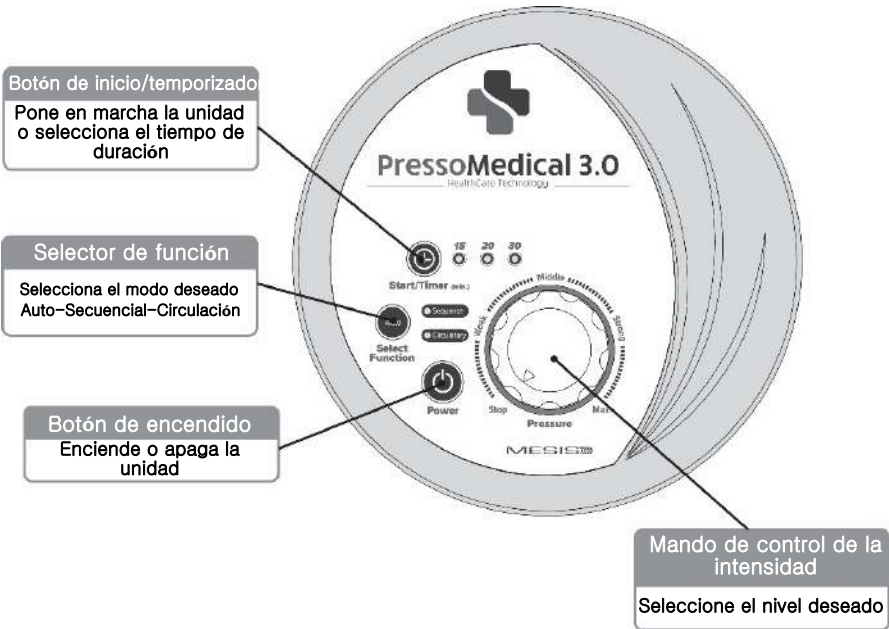 Botón de inicio/temporizado
Pone en marcha la unidad
o selecciona el tiempo de
duración
PressoMedical 3.0
HealthCare Technology
Selector de función
Selecciona el modo deseado
Auto-Secuencial-Circulación
15 20 30
Start/Timer (min.)
Sequence
Circulatory
Select
Function
Power
Stop
Weak
Middle
Strong
Max
Pressure
MESIS
Botón de encendido
Enciende o apaga la
unidad
Mando de control de la
intensidad
Seleccione el nivel deseado